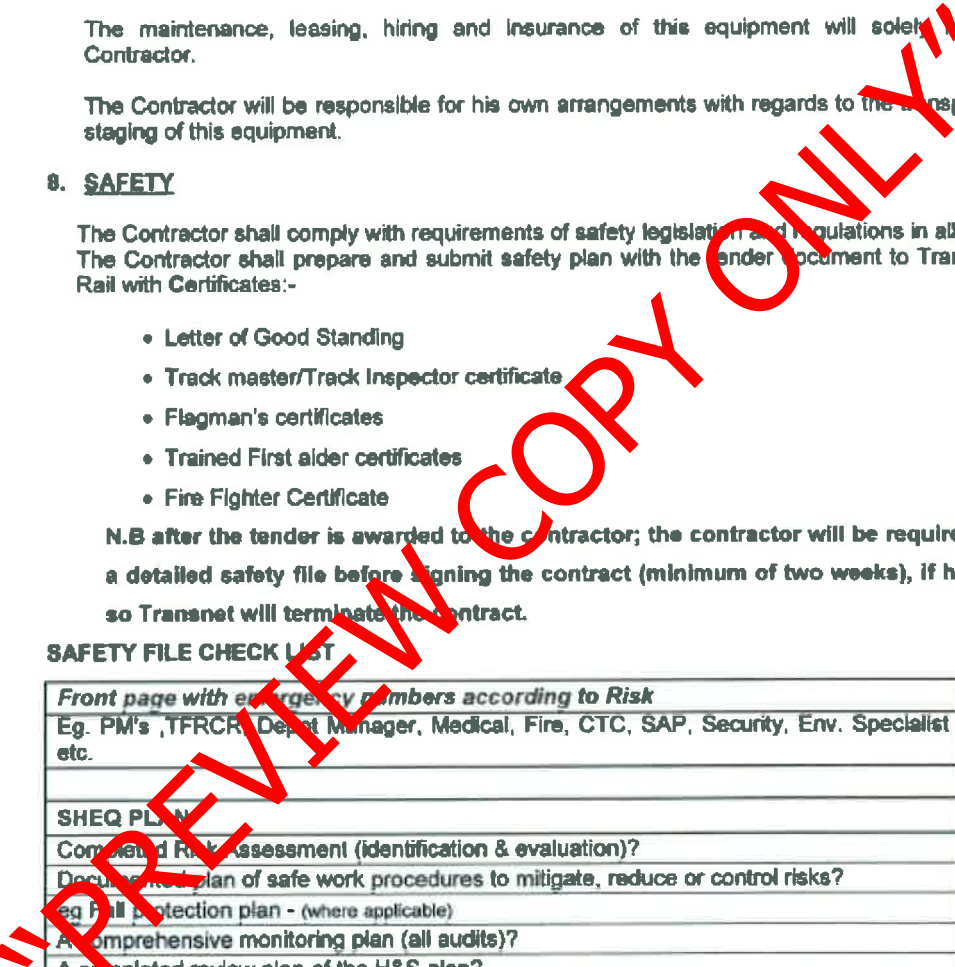 The maintenance, leasing, hiring and insurance of this equipment will solely
Contractor.
The Contractor will be responsible for his own arrangements with regards to the
staging of this equipment.
8. SAFETY
The Contractor shall comply with requirements of safety legislation and regulations in all
The Contractor shall prepare and submit safety plan with the tender document to
Rail with Certificates:-
• Letter of Good Standing
• Track master/Track Inspector certificate
• Flagman's certificates
• Trained First aider certificates
• Fire Fighter Certificate
N.B after the tender is awarded to the contractor; the contractor will be
a detailed safety file before signing the contract (minimum of two weeks), if
so Transnet will terminate the contract.
SAFETY FILE CHECK LIST
Front page with emergency numbers according to Risk
Eg. PM's ,TFRCR, Depot Manager, Medical, Fire, CTC, SAP, Security, Env. Specialist
etc.
SHEQ PLAN
Completed Risk Assessment (identification & evaluation)?
Documented plan of safe work procedures to mitigate, reduce or control risks?
eg Fall protection plan - (where applicable)
A comprehensive monitoring plan (all audits)?
A completed review plan of the H&S plan?
"PREVIEW COPY ONLY"